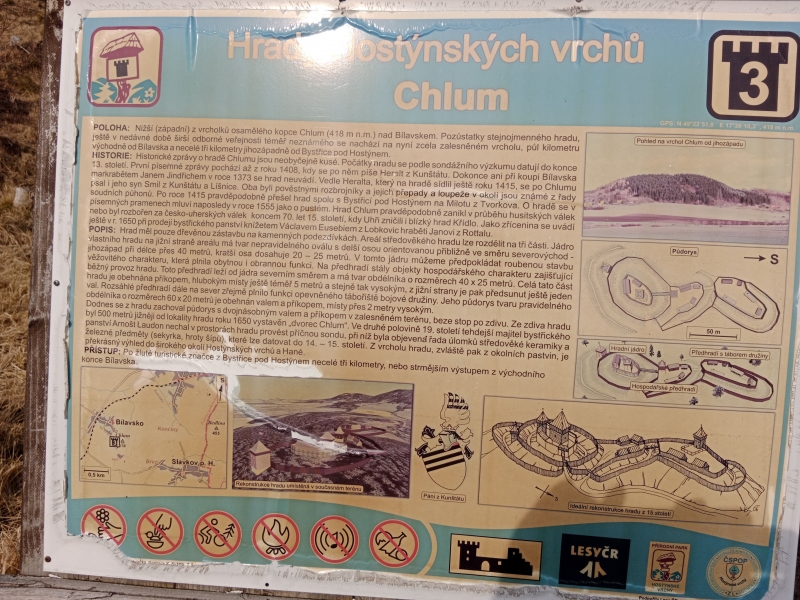 Hrady Hostýnských vrchů
Chlum
3
POLOHA: Nižší (západní) z vrcholků osamělého kopce Chlum (418 m n.m.) nad Bílavskem. Pozůstatky stejnojmenného hradu,
ještě v nedávné době širší odborné veřejnosti téměř neznámého se nachází na nyní zcela zalesněném vrcholu, půl kilometru
východně od Bílavska a necelé tři kilometry jihozápadně od Bystřice pod Hostýnem.
HISTORIE: Historické zprávy o hradě Chlumu jsou neobyčejně kusé. Počátky hradu se podle sondážního výzkumu datují do konce
13. století. První písemné zprávy pochází až z roku 1408, kdy se po něm píše Heralt z Kunštátu. Dokonce ani při koupi Bílavska
markrabětem Janem Jindřichem v roce 1373 se hrad neuvádí. Vedle Heralta, který na hradě sídlil ještě roku 1415, se po Chlumu
psal i jeho syn Smil z Kunštátu a Líšnice. Oba byli pověstnými rozbrojníky a jejich přepady a loupeže v okolí jsou známé z řady
soudních půhonů. Po roce 1415 pravděpodobně přešel hrad spolu s Bystřicí pod Hostýnem na Milotu z Tvorkova. O hradě se v
písemných pramenech mluví naposledy v roce 1555 jako o pustém. Hrad Chlum pravděpodobně zanikl v průběhu husitských válek
nebo byl rozbořen za česko-uherských válek koncem 70. let 15. století, kdy Uhři zničili i blízký hrad Křídlo. Jako zřícenina se uvádí
ještě v r. 1650 při prodeji bystřického panství knížetem Václavem Eusebiem z Lobkovic hraběti Janovi z Rottalu.
POPIS: Hrad měl pouze dřevěnou zástavbu na kamenných podezdívkách. Areál středověkého hradu lze rozdělit na tři části. Jádro
vlastního hradu na jižní straně areálu má tvar nepravidelného oválu s delší osou orientovanou přibližně ve směru severovýchod -
jihozápad při délce přes 40 metrů, kratší osa dosahuje 20 – 25 metrů. V tomto jádru můžeme předpokládat roubenou stavbu
věžovitého charakteru, která plnila obytnou i obrannou funkci. Na předhradí stály objekty hospodářského charakteru zajišťující
běžný provoz hradu. Toto předhradí leží od jádra severním směrem a má tvar obdélníka o rozměrech 40 x 25 metrů. Celá tato část
hradu je obehnána příkopem, hlubokým místy ještě téměř 5 metrů a stejně tak vysokým, z jižní strany je pak předsunut ještě jeden
val. Rozsáhlé předhradí dále na sever zřejmě plnilo funkci opevněného tábořiště bojové družiny. Jeho půdorys tvaru pravidelného
obdélníka o rozměrech 60 x 20 metrů je obehnán valem a příkopem, místy přes 2 metry vysokým.
Dodnes se z hradu zachoval půdorys s dvojnásobným valem a příkopem v zalesněném terénu, beze stop po zdivu. Ze zdiva hradu
byl 500 metrů jižněji od lokality hradu roku 1650 vystavěn „dvorec Chlum“. Ve druhé polovině 19. století tehdejší majitel bystřického
panství Arnošt Laudon nechal v prostoru hradu provést příčnou sondu, při níž byla objevena řada úlomků středověké keramiky a
železné předměty (sekyrka, hroty šípů), které lze datovat do 14. – 15. století. Z vrcholu hradu, zvláště pak z okolních pastvin, je
překrásný výhled do širokého okolí Hostýnských vrchů a Hané.
PŘÍSTUP: Po žluté turistické značce z Bystřice pod Hostýnem necelé tři kilometry, nebo strmějším výstupem z východního
konce Bílavska.
Pohled na vrchol Chlum od jihozápadu
Půdorys
S
50 m
Hradní jádro
Předhradí s táborem družiny
Hospodářské předhradí
Bílavsko
Slavkov p. H.
0,5 km
Rekonstrukce hradu umístěná v současném terénu
Páni z Kunštátu
Ideální rekonstrukce hradu z 15.století
LESYČR
PŘÍRODNÍ PARK
HOSTÝNSKÉ VRCHY
ČSPOP